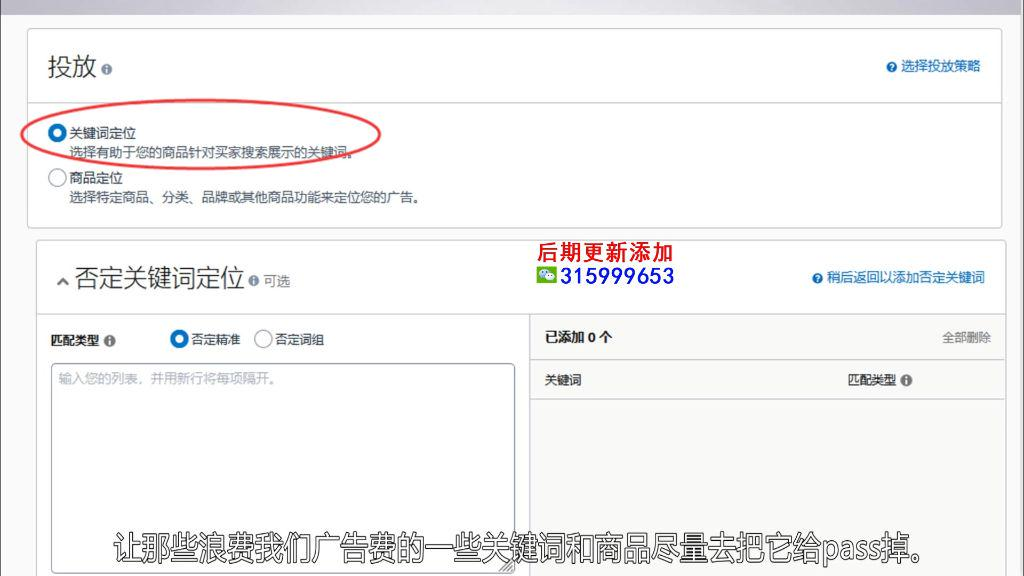 投放
选择投放策略
关键词定位
选择有助于您的商品针对买家搜索展示的关键词。
商品定位
选择特定商品、分类、品牌或其他商品功能来定位您的广告。
后期更新添加
315999653
否定关键词定位 可选
稍后返回以添加否定关键词
匹配类型 否定精准 否定词组
已添加 0 个 全部删除
输入您的列表，并用新行将每项隔开。
关键词 匹配类型
让那些浪费我们广告费的一些关键词和商品尽量去把它给pass掉。